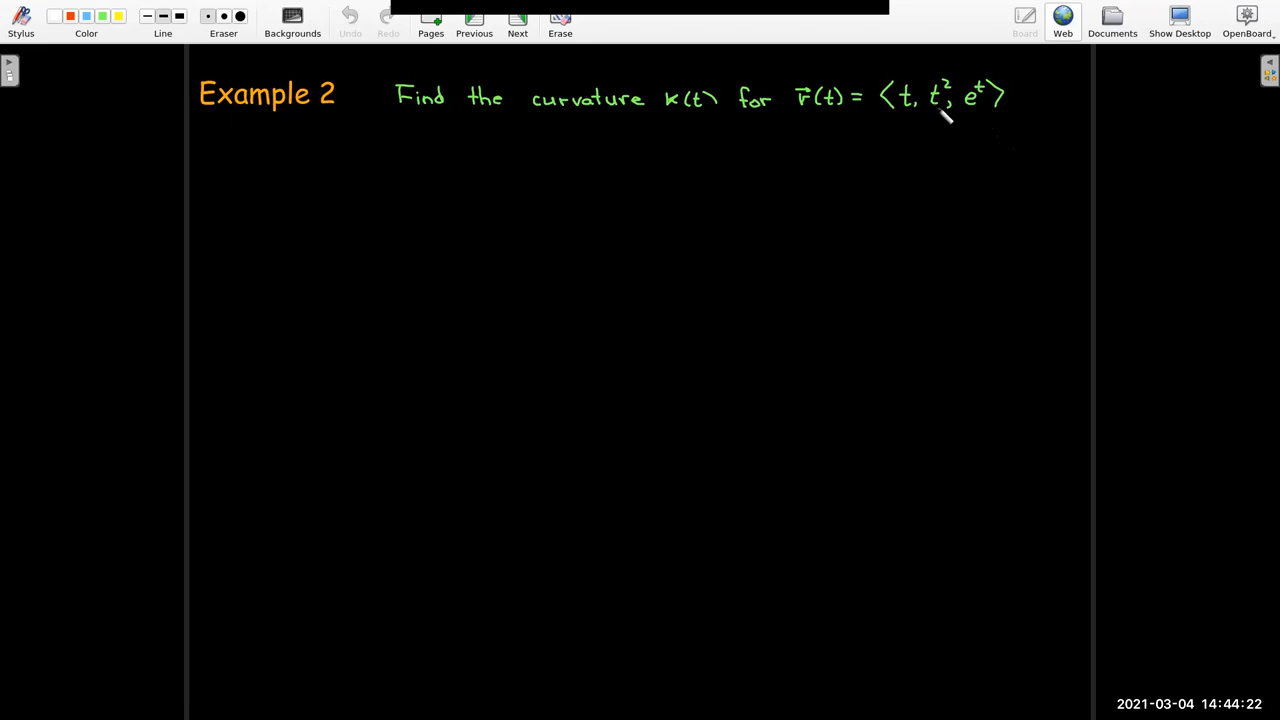 Stylus Color Line Eraser Backgrounds Undo Redo Pages Previous Next Erase Board Web Documents Show Desktop OpenBoard
Example 2 Find the curvature κ(t) for r⃗(t) = ⟨t, t², eᵗ⟩
2021-03-04 14:44:22